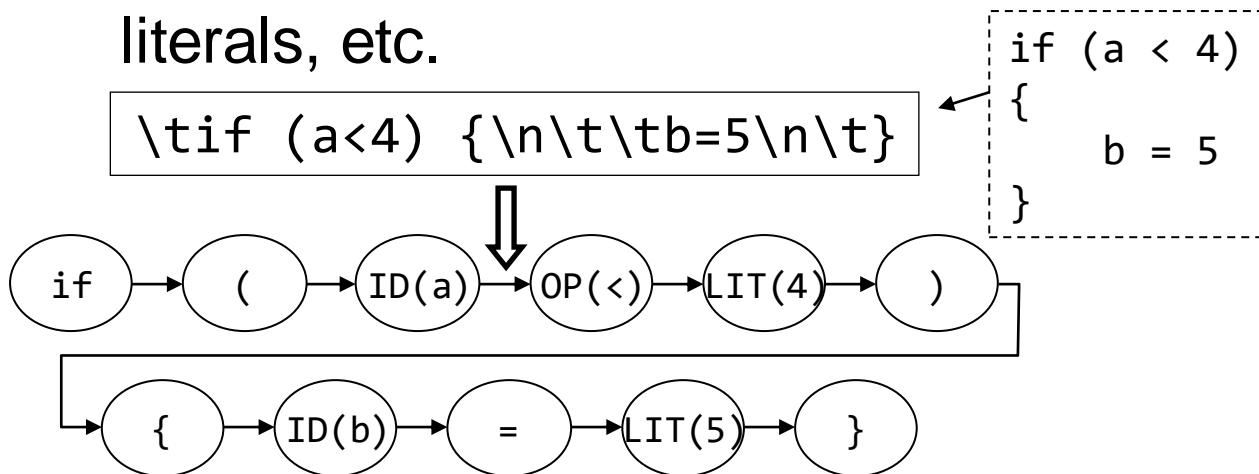 literals, etc.
if (a < 4)
{
    b = 5
}
\tif (a<4) {\n\t\tb=5\n\t}
if ( ID(a) OP(<) LIT(4) )
{ ID(b) = LIT(5) }